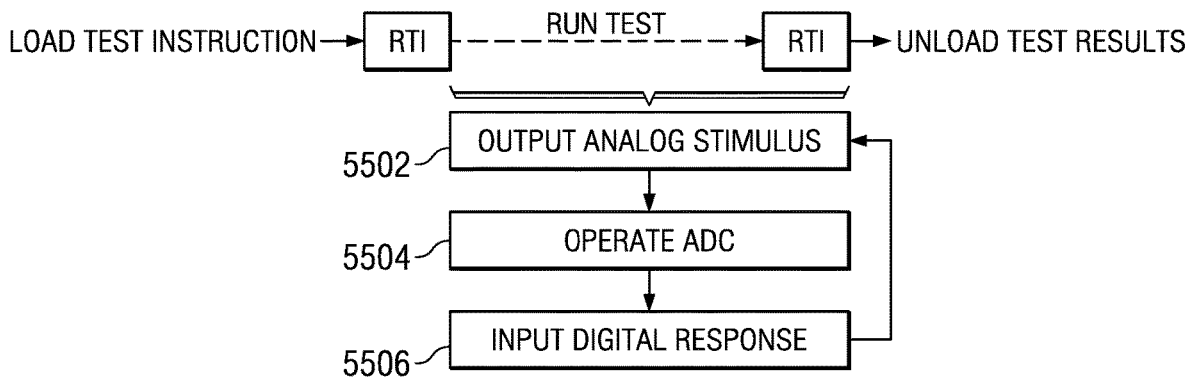 LOAD TEST INSTRUCTION
RTI
RUN TEST
RTI
UNLOAD TEST RESULTS
OUTPUT ANALOG STIMULUS
5502
OPERATE ADC
5504
INPUT DIGITAL RESPONSE
5506